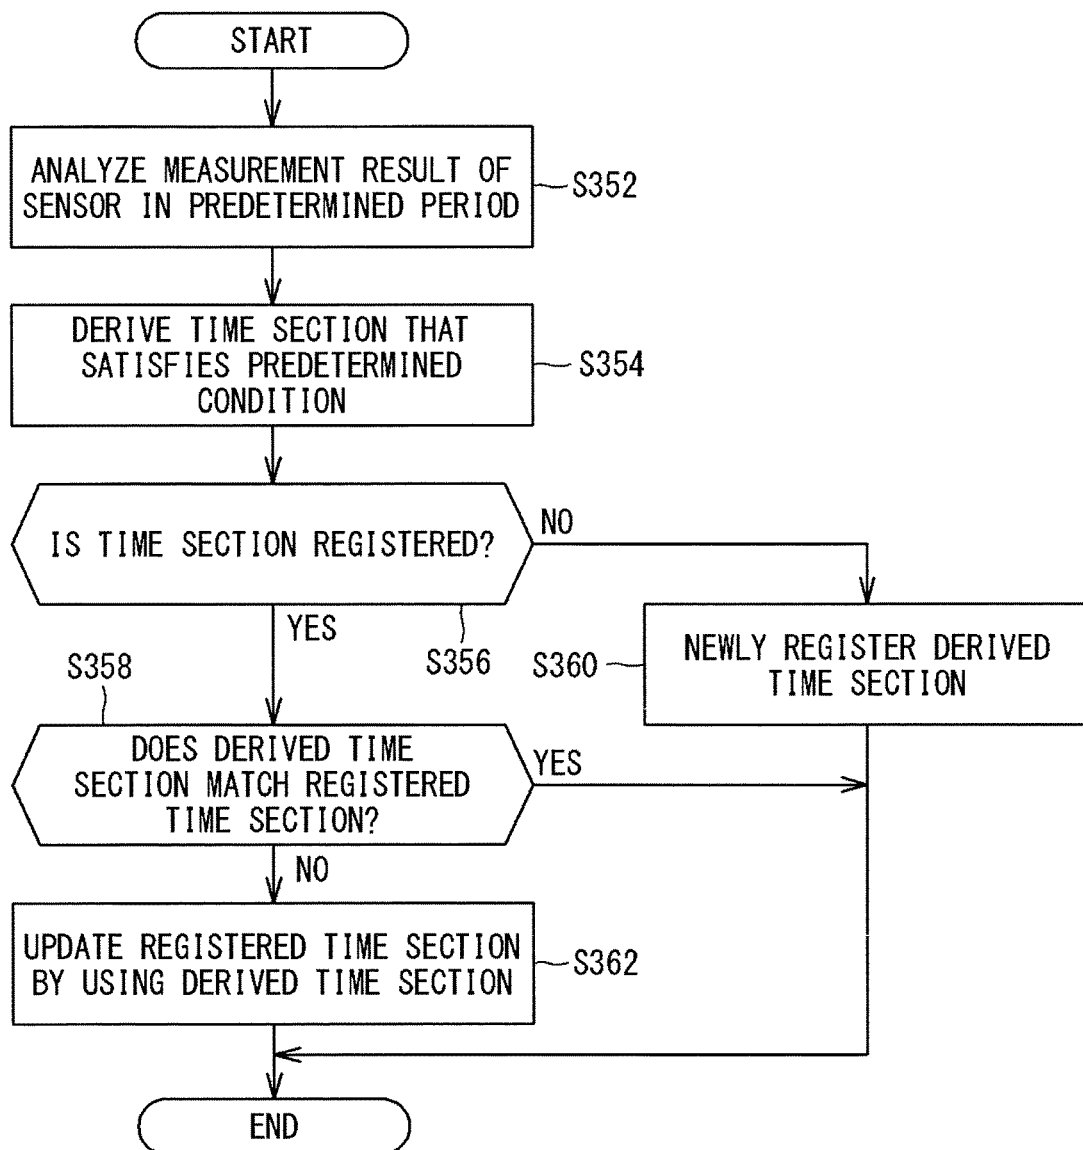 START
ANALYZE MEASUREMENT RESULT OF
SENSOR IN PREDETERMINED PERIOD
S352
DERIVE TIME SECTION THAT
SATISFIES PREDETERMINED
CONDITION
S354
IS TIME SECTION REGISTERED?
NO
YES
S356
S360
NEWLY REGISTER DERIVED
TIME SECTION
S358
DOES DERIVED TIME
SECTION MATCH REGISTERED
TIME SECTION?
YES
NO
UPDATE REGISTERED TIME SECTION
BY USING DERIVED TIME SECTION
S362
END